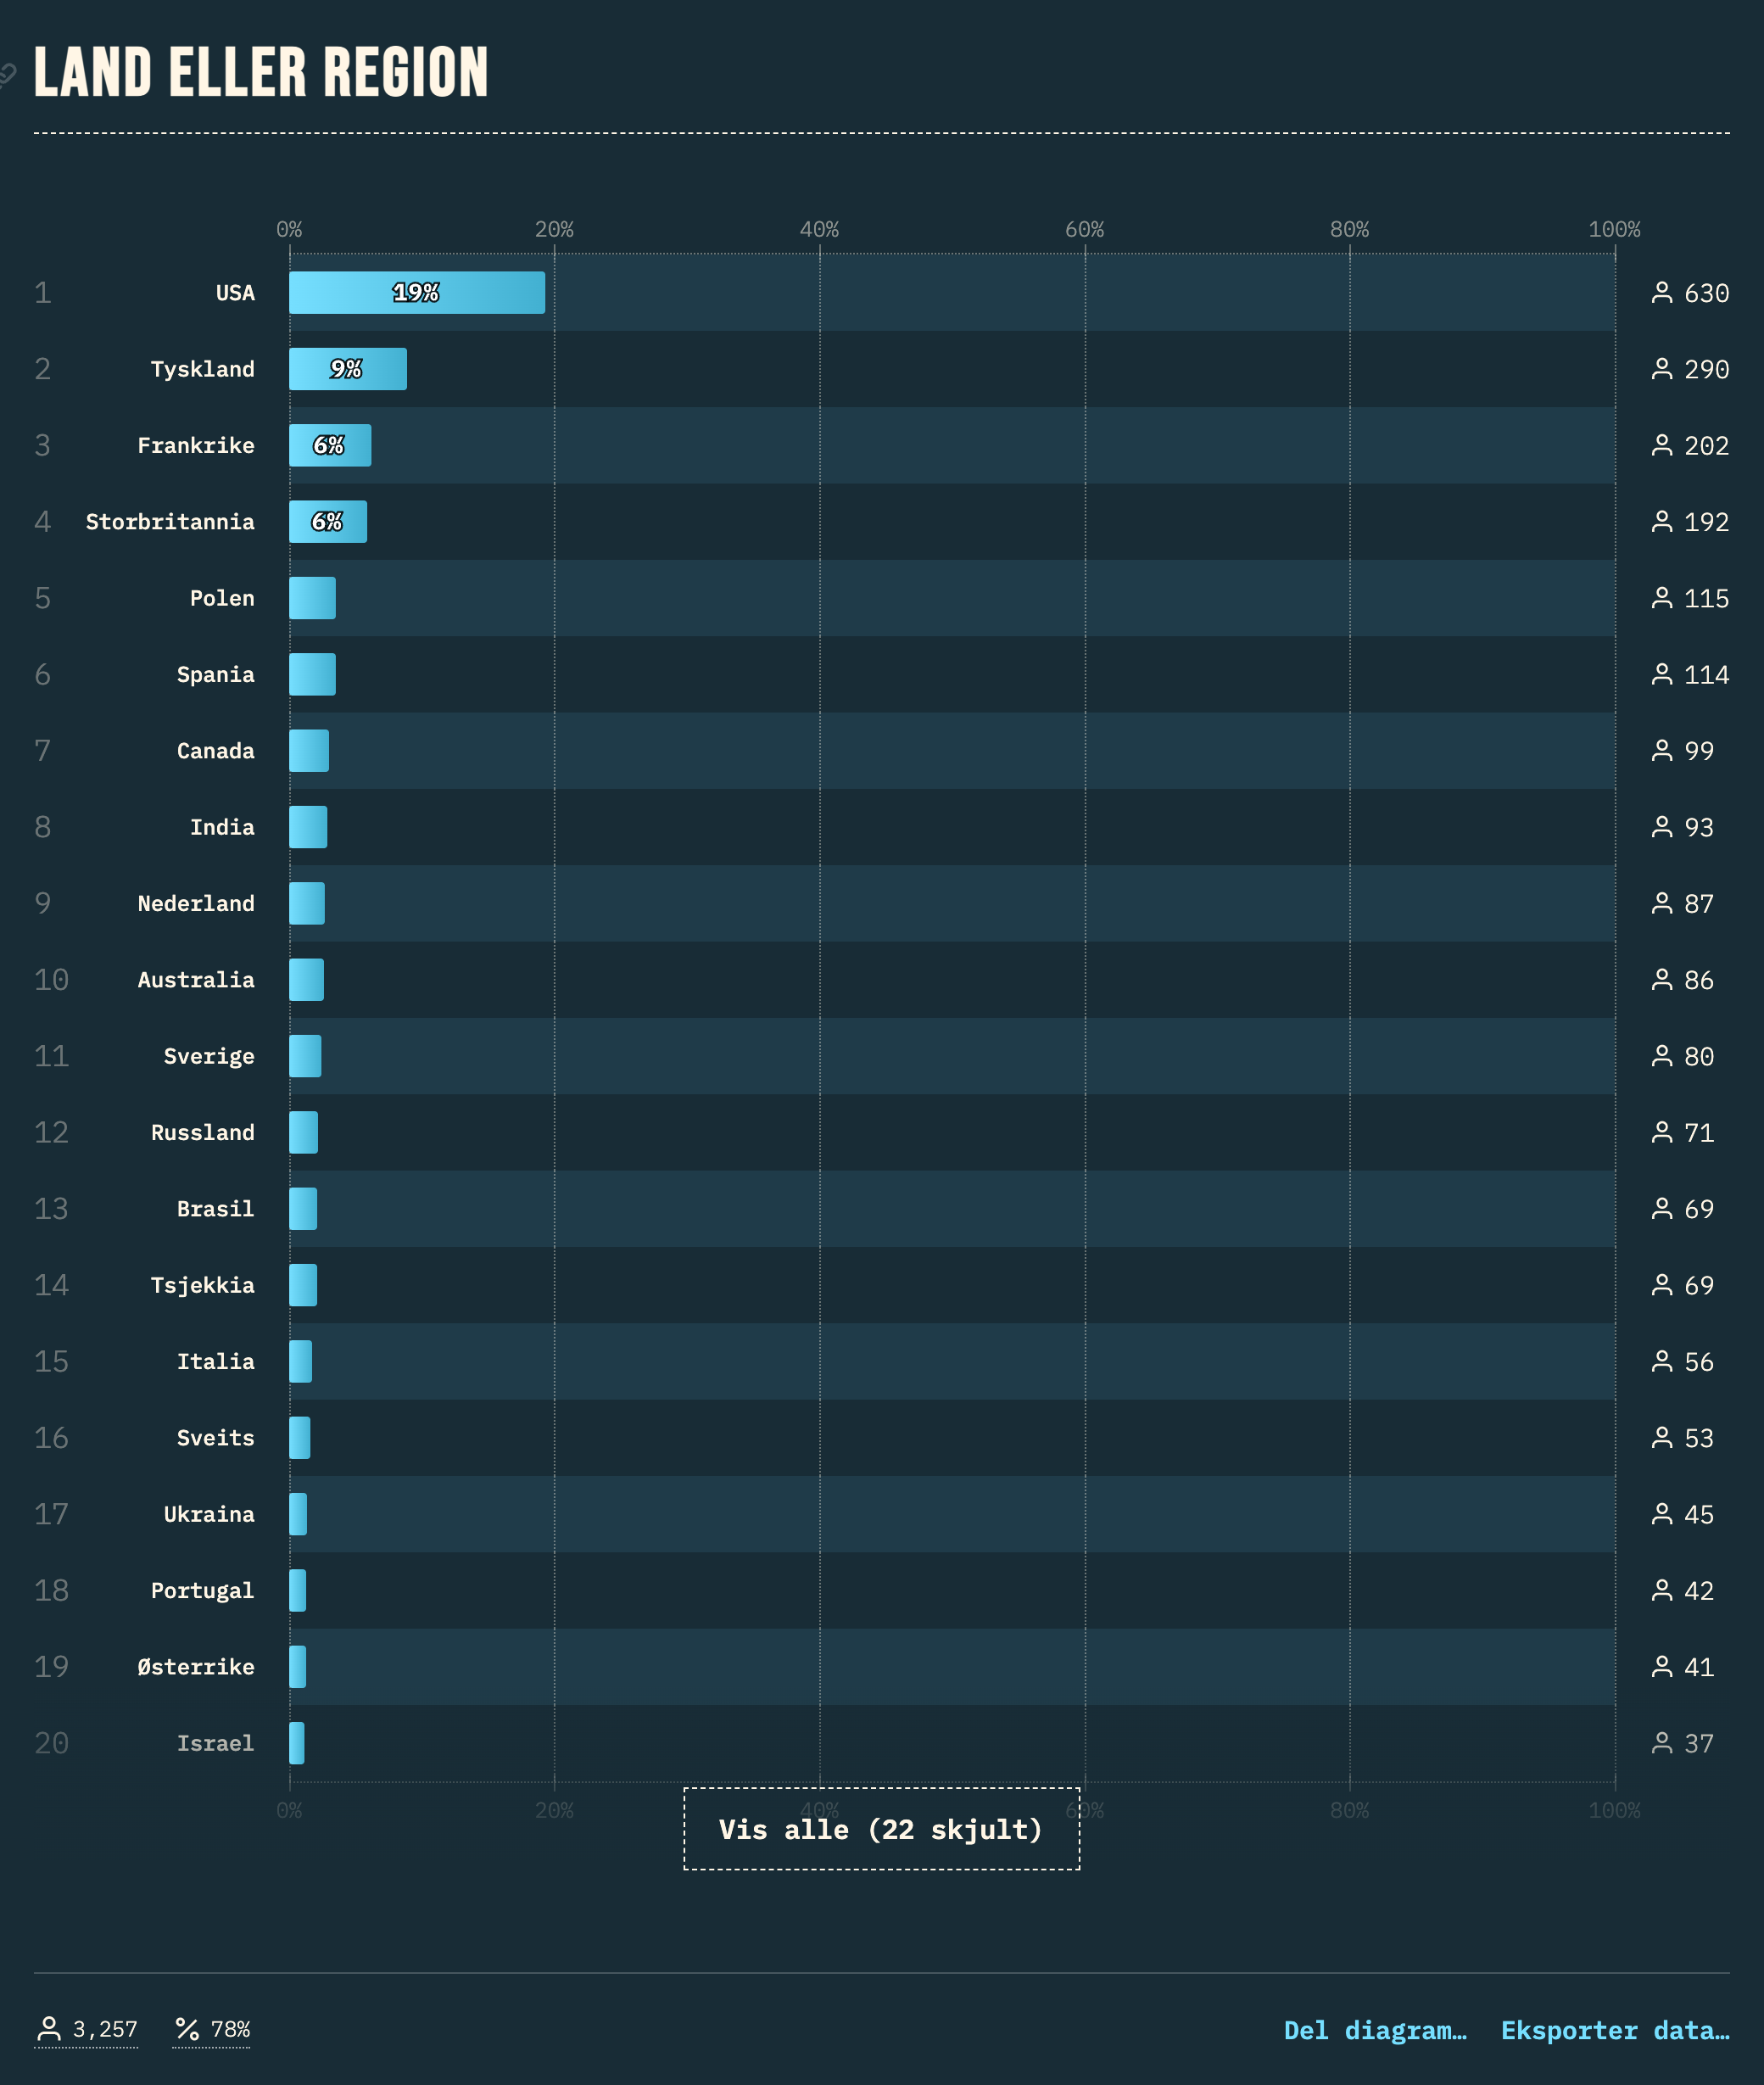 LAND ELLER REGION
0% 20% 40% 60% 80% 100%
1 USA 19% 630
2 Tyskland 9% 290
3 Frankrike 6% 202
4 Storbritannia 6% 192
5 Polen 115
6 Spania 114
7 Canada 99
8 India 93
9 Nederland 87
10 Australia 86
11 Sverige 80
12 Russland 71
13 Brasil 69
14 Tsjekkia 69
15 Italia 56
16 Sveits 53
17 Ukraina 45
18 Portugal 42
19 Østerrike 41
20 Israel 37
0% 20% 40% 60% 80% 100%
Vis alle (22 skjult)
3,257 78% Del diagram… Eksporter data…